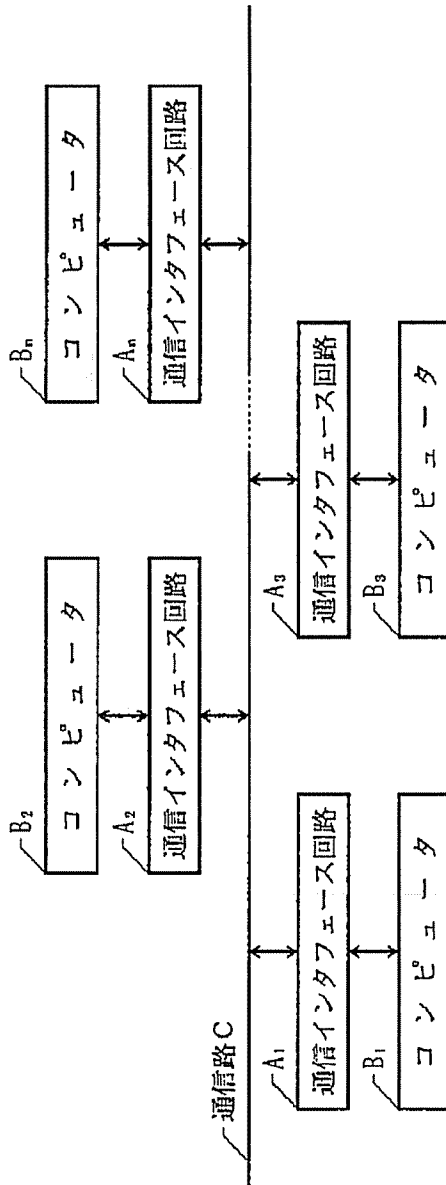 B₂
コンピュータ
A₂
通信インタフェース回路
Bₙ
コンピュータ
Aₙ
通信インタフェース回路
通信路C
A₁
通信インタフェース回路
B₁
コンピュータ
A₃
通信インタフェース回路
B₃
コンピュータ